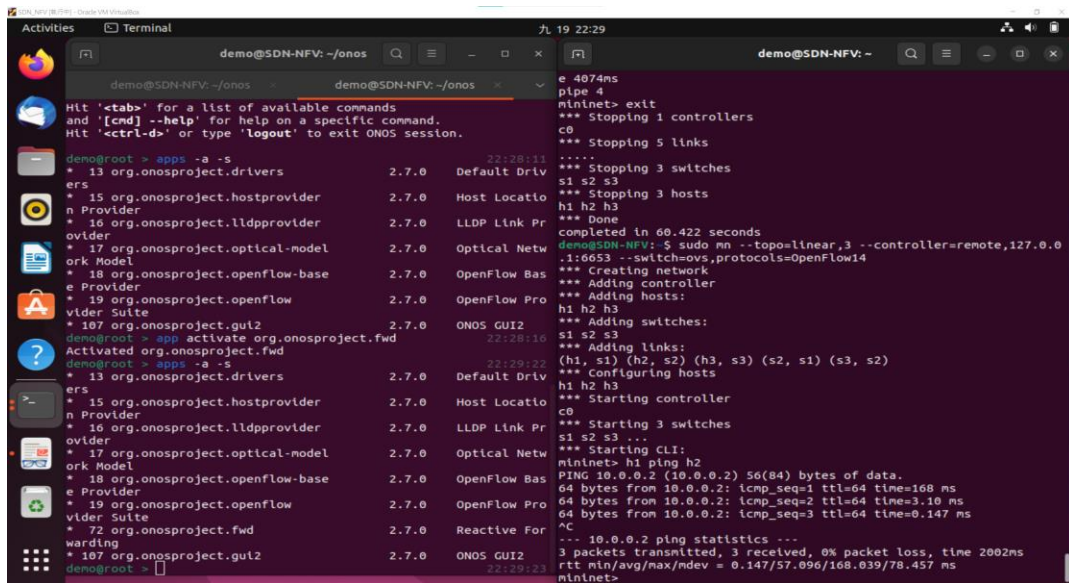 SDN_NFV [執行中] - Oracle VM VirtualBox
Activities
Terminal
九 19 22:29
demo@SDN-NFV: ~/onos
demo@SDN-NFV: ~/onos
demo@SDN-NFV: ~/onos
Hit '<tab>' for a list of available commands
and '[cmd] --help' for help on a specific command.
Hit '<ctrl-d>' or type 'logout' to exit ONOS session.
demo@root > apps -a -s 22:28:11
* 13 org.onosproject.drivers 2.7.0 Default Driv
ers
* 15 org.onosproject.hostprovider 2.7.0 Host Locatio
n Provider
* 16 org.onosproject.lldpprovider 2.7.0 LLDP Link Pr
ovider
* 17 org.onosproject.optical-model 2.7.0 Optical Netw
ork Model
* 18 org.onosproject.openflow-base 2.7.0 OpenFlow Bas
e Provider
* 19 org.onosproject.openflow 2.7.0 OpenFlow Pro
vider Suite
* 107 org.onosproject.gui2 2.7.0 ONOS GUI2
demo@root > app activate org.onosproject.fwd 22:28:16
Activated org.onosproject.fwd
demo@root > apps -a -s 22:29:22
* 13 org.onosproject.drivers 2.7.0 Default Driv
ers
* 15 org.onosproject.hostprovider 2.7.0 Host Locatio
n Provider
* 16 org.onosproject.lldpprovider 2.7.0 LLDP Link Pr
ovider
* 17 org.onosproject.optical-model 2.7.0 Optical Netw
ork Model
* 18 org.onosproject.openflow-base 2.7.0 OpenFlow Bas
e Provider
* 19 org.onosproject.openflow 2.7.0 OpenFlow Pro
vider Suite
* 72 org.onosproject.fwd 2.7.0 Reactive For
warding
* 107 org.onosproject.gui2 2.7.0 ONOS GUI2
demo@root > 22:29:23
demo@SDN-NFV: ~
e 4074ms
pipe 4
mininet> exit
*** Stopping 1 controllers
c0
*** Stopping 5 links
.....
*** Stopping 3 switches
s1 s2 s3
*** Stopping 3 hosts
h1 h2 h3
*** Done
completed in 60.422 seconds
demo@SDN-NFV:~$ sudo mn --topo=linear,3 --controller=remote,127.0.0
.1:6653 --switch=ovs,protocols=OpenFlow14
*** Creating network
*** Adding controller
*** Adding hosts:
h1 h2 h3
*** Adding switches:
s1 s2 s3
*** Adding links:
(h1, s1) (h2, s2) (h3, s3) (s2, s1) (s3, s2)
*** Configuring hosts
h1 h2 h3
*** Starting controller
c0
*** Starting 3 switches
s1 s2 s3 ...
*** Starting CLI:
mininet> h1 ping h2
PING 10.0.0.2 (10.0.0.2) 56(84) bytes of data.
64 bytes from 10.0.0.2: icmp_seq=1 ttl=64 time=168 ms
64 bytes from 10.0.0.2: icmp_seq=2 ttl=64 time=3.10 ms
64 bytes from 10.0.0.2: icmp_seq=3 ttl=64 time=0.147 ms
^C
--- 10.0.0.2 ping statistics ---
3 packets transmitted, 3 received, 0% packet loss, time 2002ms
rtt min/avg/max/mdev = 0.147/57.096/168.039/78.457 ms
mininet>